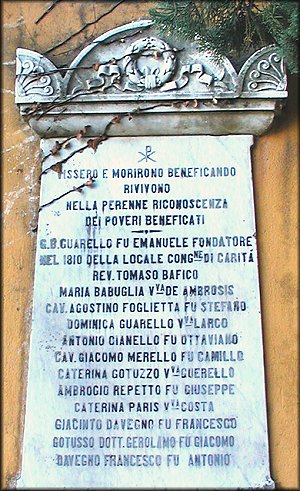 VISSERO E MORIRONO BENEFICANDO
RIVIVONO
NELLA PERENNE RICONOSCENZA
DEI POVERI BENEFICATI
G.B. GUARELLO FU EMANUELE FONDATORE
NEL 1810 DELLA LOCALE CONG.NE DI CARITÀ
REV. TOMASO BAFICO
MARIA BABUGLIA V.VA DE AMBROSIS
CAV. AGOSTINO FOGLIETTA FU STEFANO
DOMINICA GUARELLO V.VA LARCO
ANTONIO CIANELLO FU OTTAVIANO
CAV. GIACOMO MERELLO FU CAMILLO
CATERINA GOTUZZO V.VA GUERELLO
AMBROGIO REPETTO FU GIUSEPPE
CATERINA PARIS V.VA COSTA
GIACINTO DAVEGNO FU FRANCESCO
GOTUSSO DOTT. GEROLAMO FU GIACOMO
DAVEGNO FRANCESCO FU ANTONIO